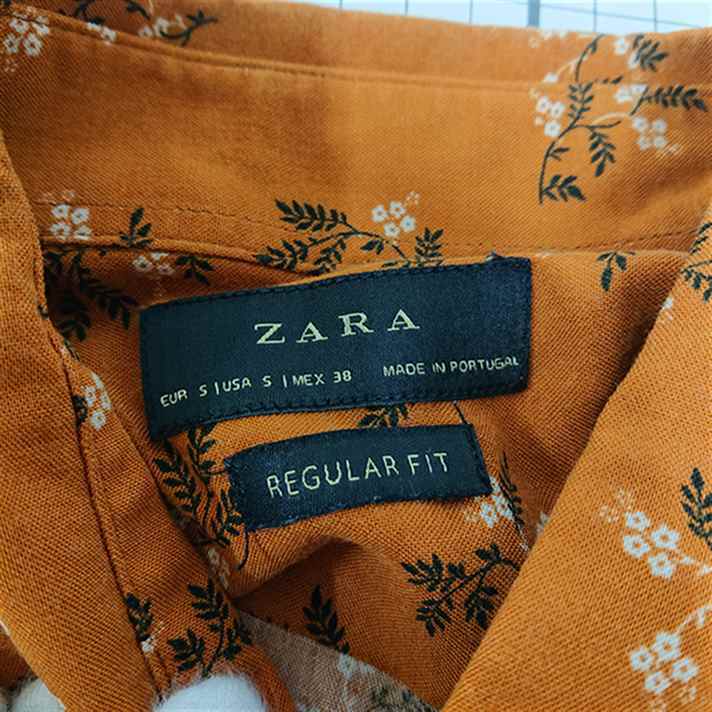 ZARA
EUR S | USA S | MEX 38 MADE IN PORTUGAL
REGULAR FIT